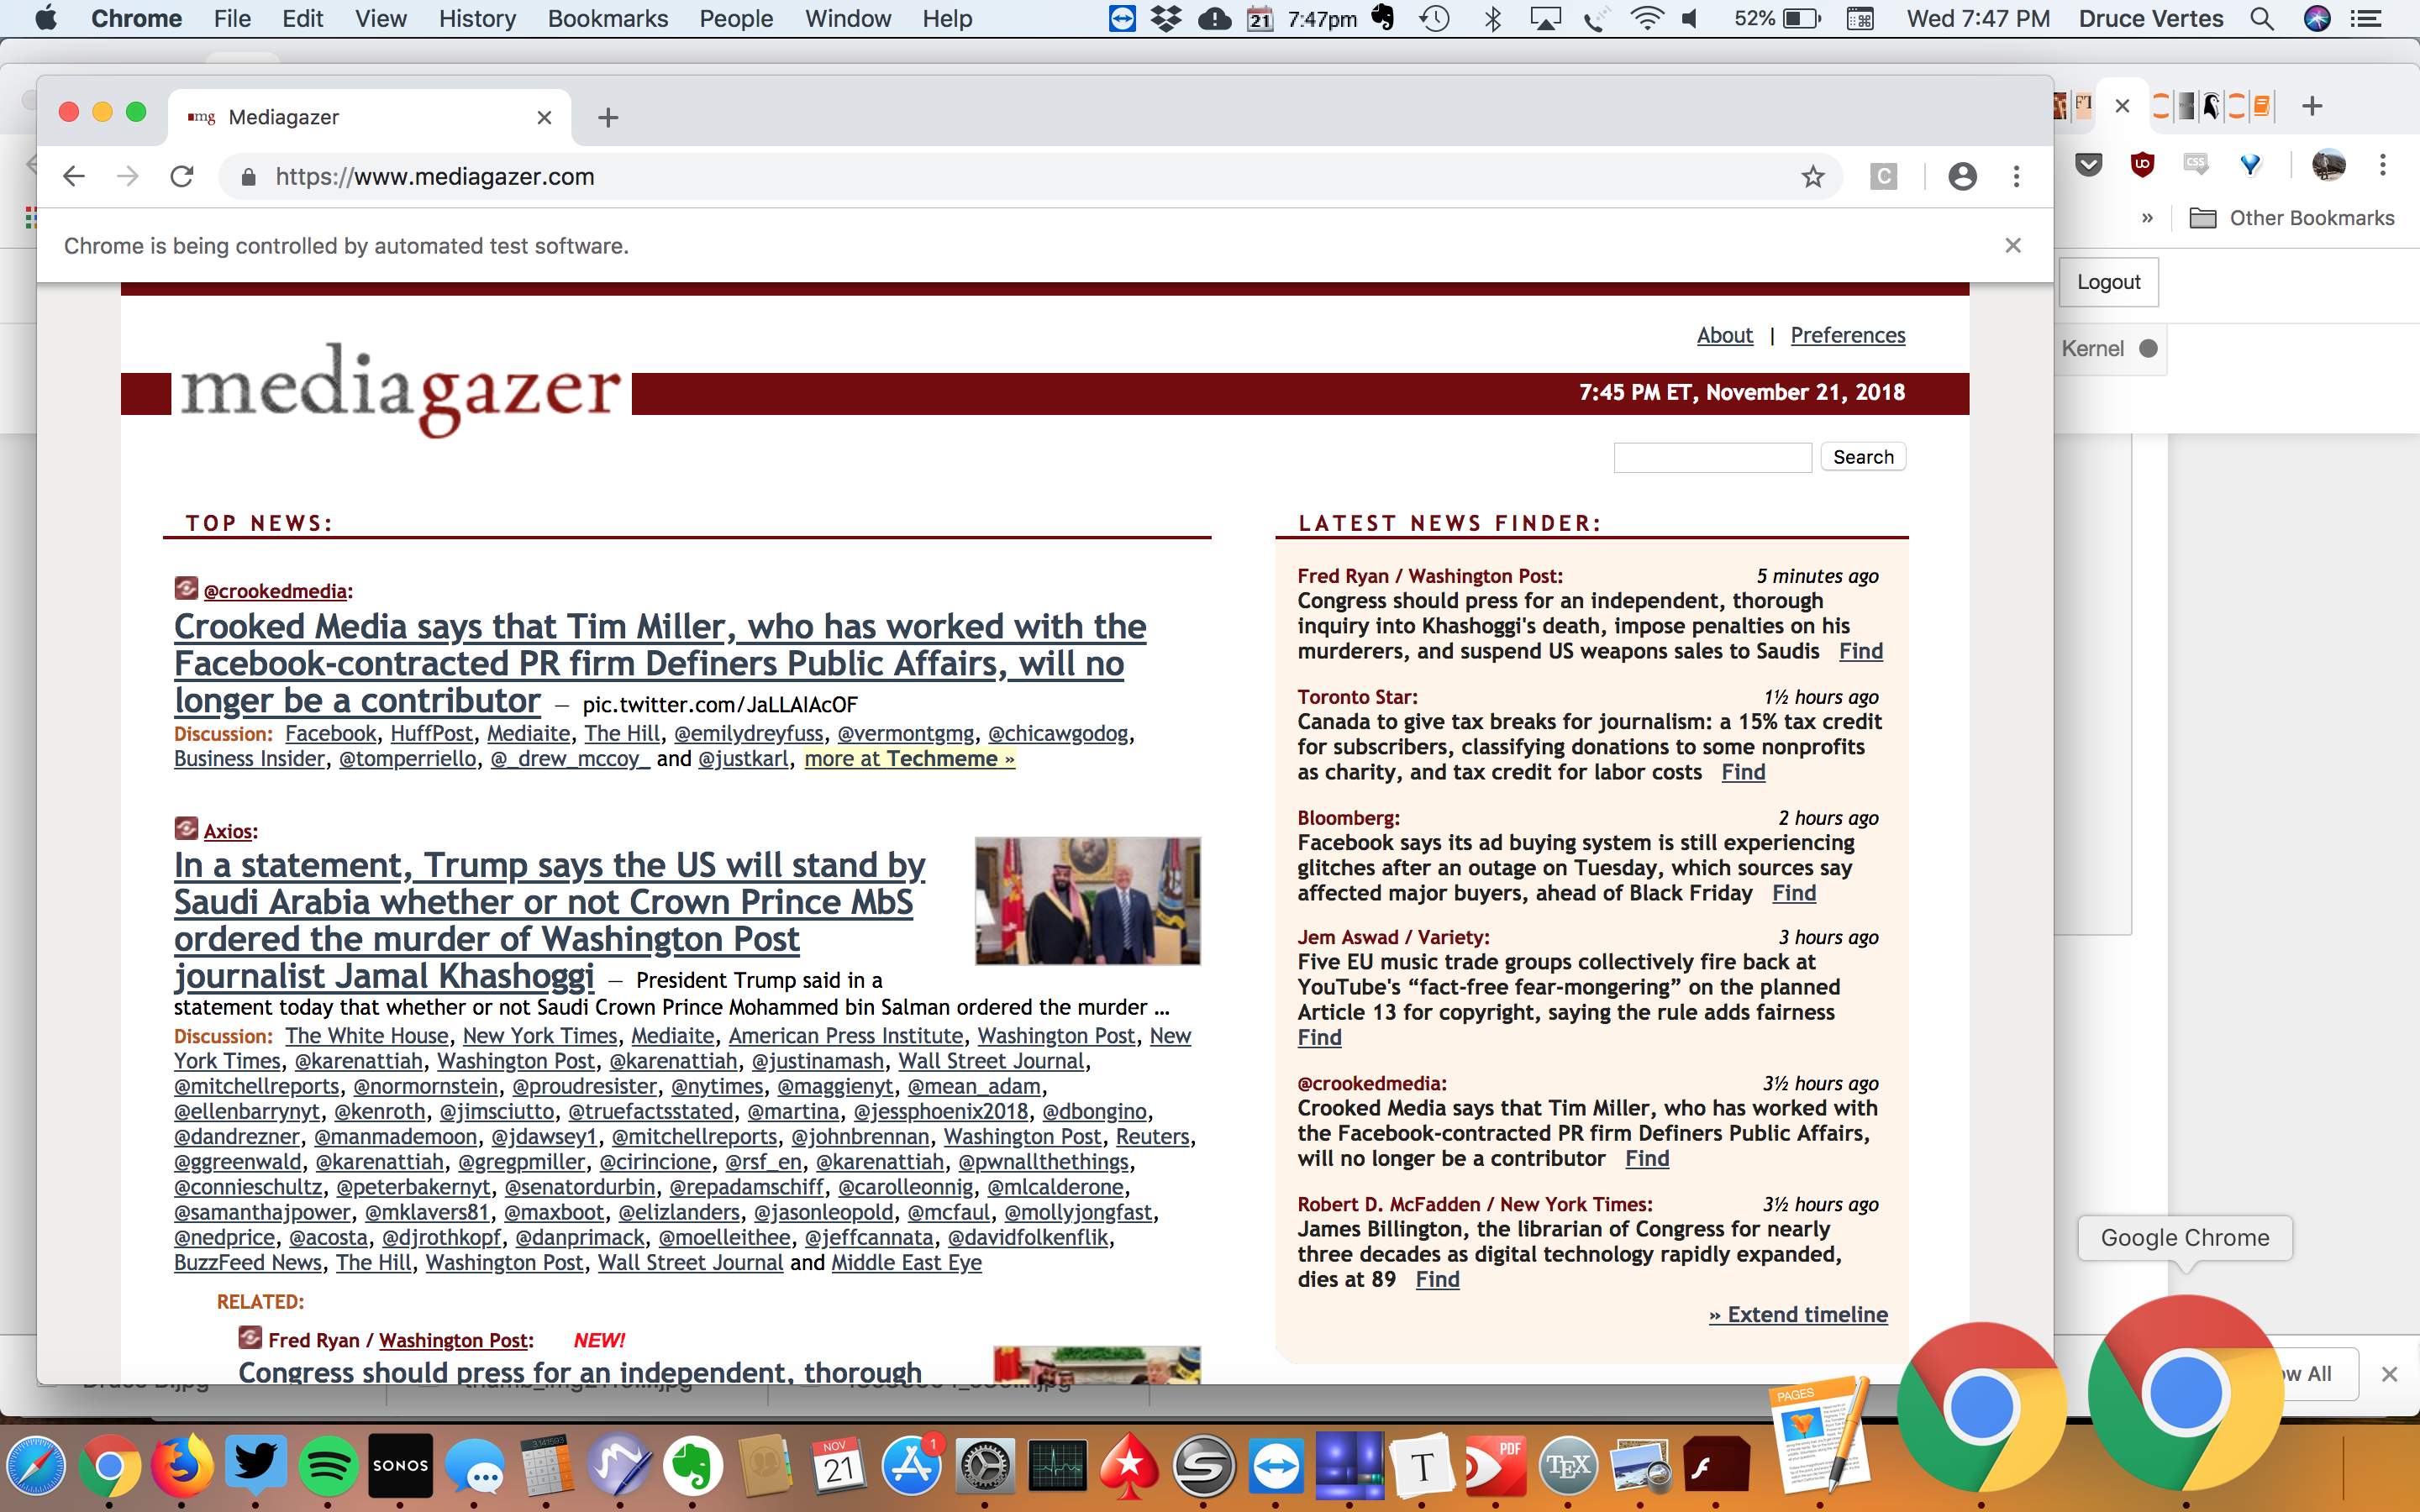 Chrome File Edit View History Bookmarks People Window Help 21 7:47pm 52% Wed 7:47 PM Druce Vertes
mg Mediagazer
FT
https://www.mediagazer.com
C
CSS
» Other Bookmarks
Chrome is being controlled by automated test software.
Logout
Kernel
About | Preferences
mediagazer
7:45 PM ET, November 21, 2018
Search
TOP NEWS:
@crookedmedia:
Crooked Media says that Tim Miller, who has worked with the
Facebook-contracted PR firm Definers Public Affairs, will no
longer be a contributor — pic.twitter.com/JaLLAlAcOF
Discussion: Facebook, HuffPost, Mediaite, The Hill, @emilydreyfuss, @vermontgmg, @chicawgodog,
Business Insider, @tomperriello, @_drew_mccoy_ and @justkarl, more at Techmeme »
Axios:
In a statement, Trump says the US will stand by
Saudi Arabia whether or not Crown Prince MbS
ordered the murder of Washington Post
journalist Jamal Khashoggi — President Trump said in a
statement today that whether or not Saudi Crown Prince Mohammed bin Salman ordered the murder ...
Discussion: The White House, New York Times, Mediaite, American Press Institute, Washington Post, New
York Times, @karenattiah, Washington Post, @karenattiah, @justinamash, Wall Street Journal,
@mitchellreports, @normornstein, @proudresister, @nytimes, @maggienyt, @mean_adam,
@ellenbarrynyt, @kenroth, @jimsciutto, @truefactsstated, @martina, @jessphoenix2018, @dbongino,
@dandrezner, @manmademoon, @jdawsey1, @mitchellreports, @johnbrennan, Washington Post, Reuters,
@ggreenwald, @karenattiah, @gregpmiller, @cirincione, @rsf_en, @karenattiah, @pwnallthethings,
@connieschultz, @peterbakernyt, @senatordurbin, @repadamschiff, @carolleonnig, @mlcalderone,
@samanthajpower, @mklavers81, @maxboot, @elizlanders, @jasonleopold, @mcfaul, @mollyjongfast,
@nedprice, @acosta, @djrothkopf, @danprimack, @moelleithee, @jeffcannata, @davidfolkenflik,
BuzzFeed News, The Hill, Washington Post, Wall Street Journal and Middle East Eye
RELATED:
Fred Ryan / Washington Post: NEW!
Congress should press for an independent, thorough
LATEST NEWS FINDER:
Fred Ryan / Washington Post: 5 minutes ago
Congress should press for an independent, thorough
inquiry into Khashoggi's death, impose penalties on his
murderers, and suspend US weapons sales to Saudis Find
Toronto Star: 1½ hours ago
Canada to give tax breaks for journalism: a 15% tax credit
for subscribers, classifying donations to some nonprofits
as charity, and tax credit for labor costs Find
Bloomberg: 2 hours ago
Facebook says its ad buying system is still experiencing
glitches after an outage on Tuesday, which sources say
affected major buyers, ahead of Black Friday Find
Jem Aswad / Variety: 3 hours ago
Five EU music trade groups collectively fire back at
YouTube's “fact-free fear-mongering” on the planned
Article 13 for copyright, saying the rule adds fairness
Find
@crookedmedia: 3½ hours ago
Crooked Media says that Tim Miller, who has worked with
the Facebook-contracted PR firm Definers Public Affairs,
will no longer be a contributor Find
Robert D. McFadden / New York Times: 3½ hours ago
James Billington, the librarian of Congress for nearly
three decades as digital technology rapidly expanded,
dies at 89 Find
» Extend timeline
Google Chrome
All
SONOS
3.141593
NOV
21
1
T
PDF
TEX
PAGES